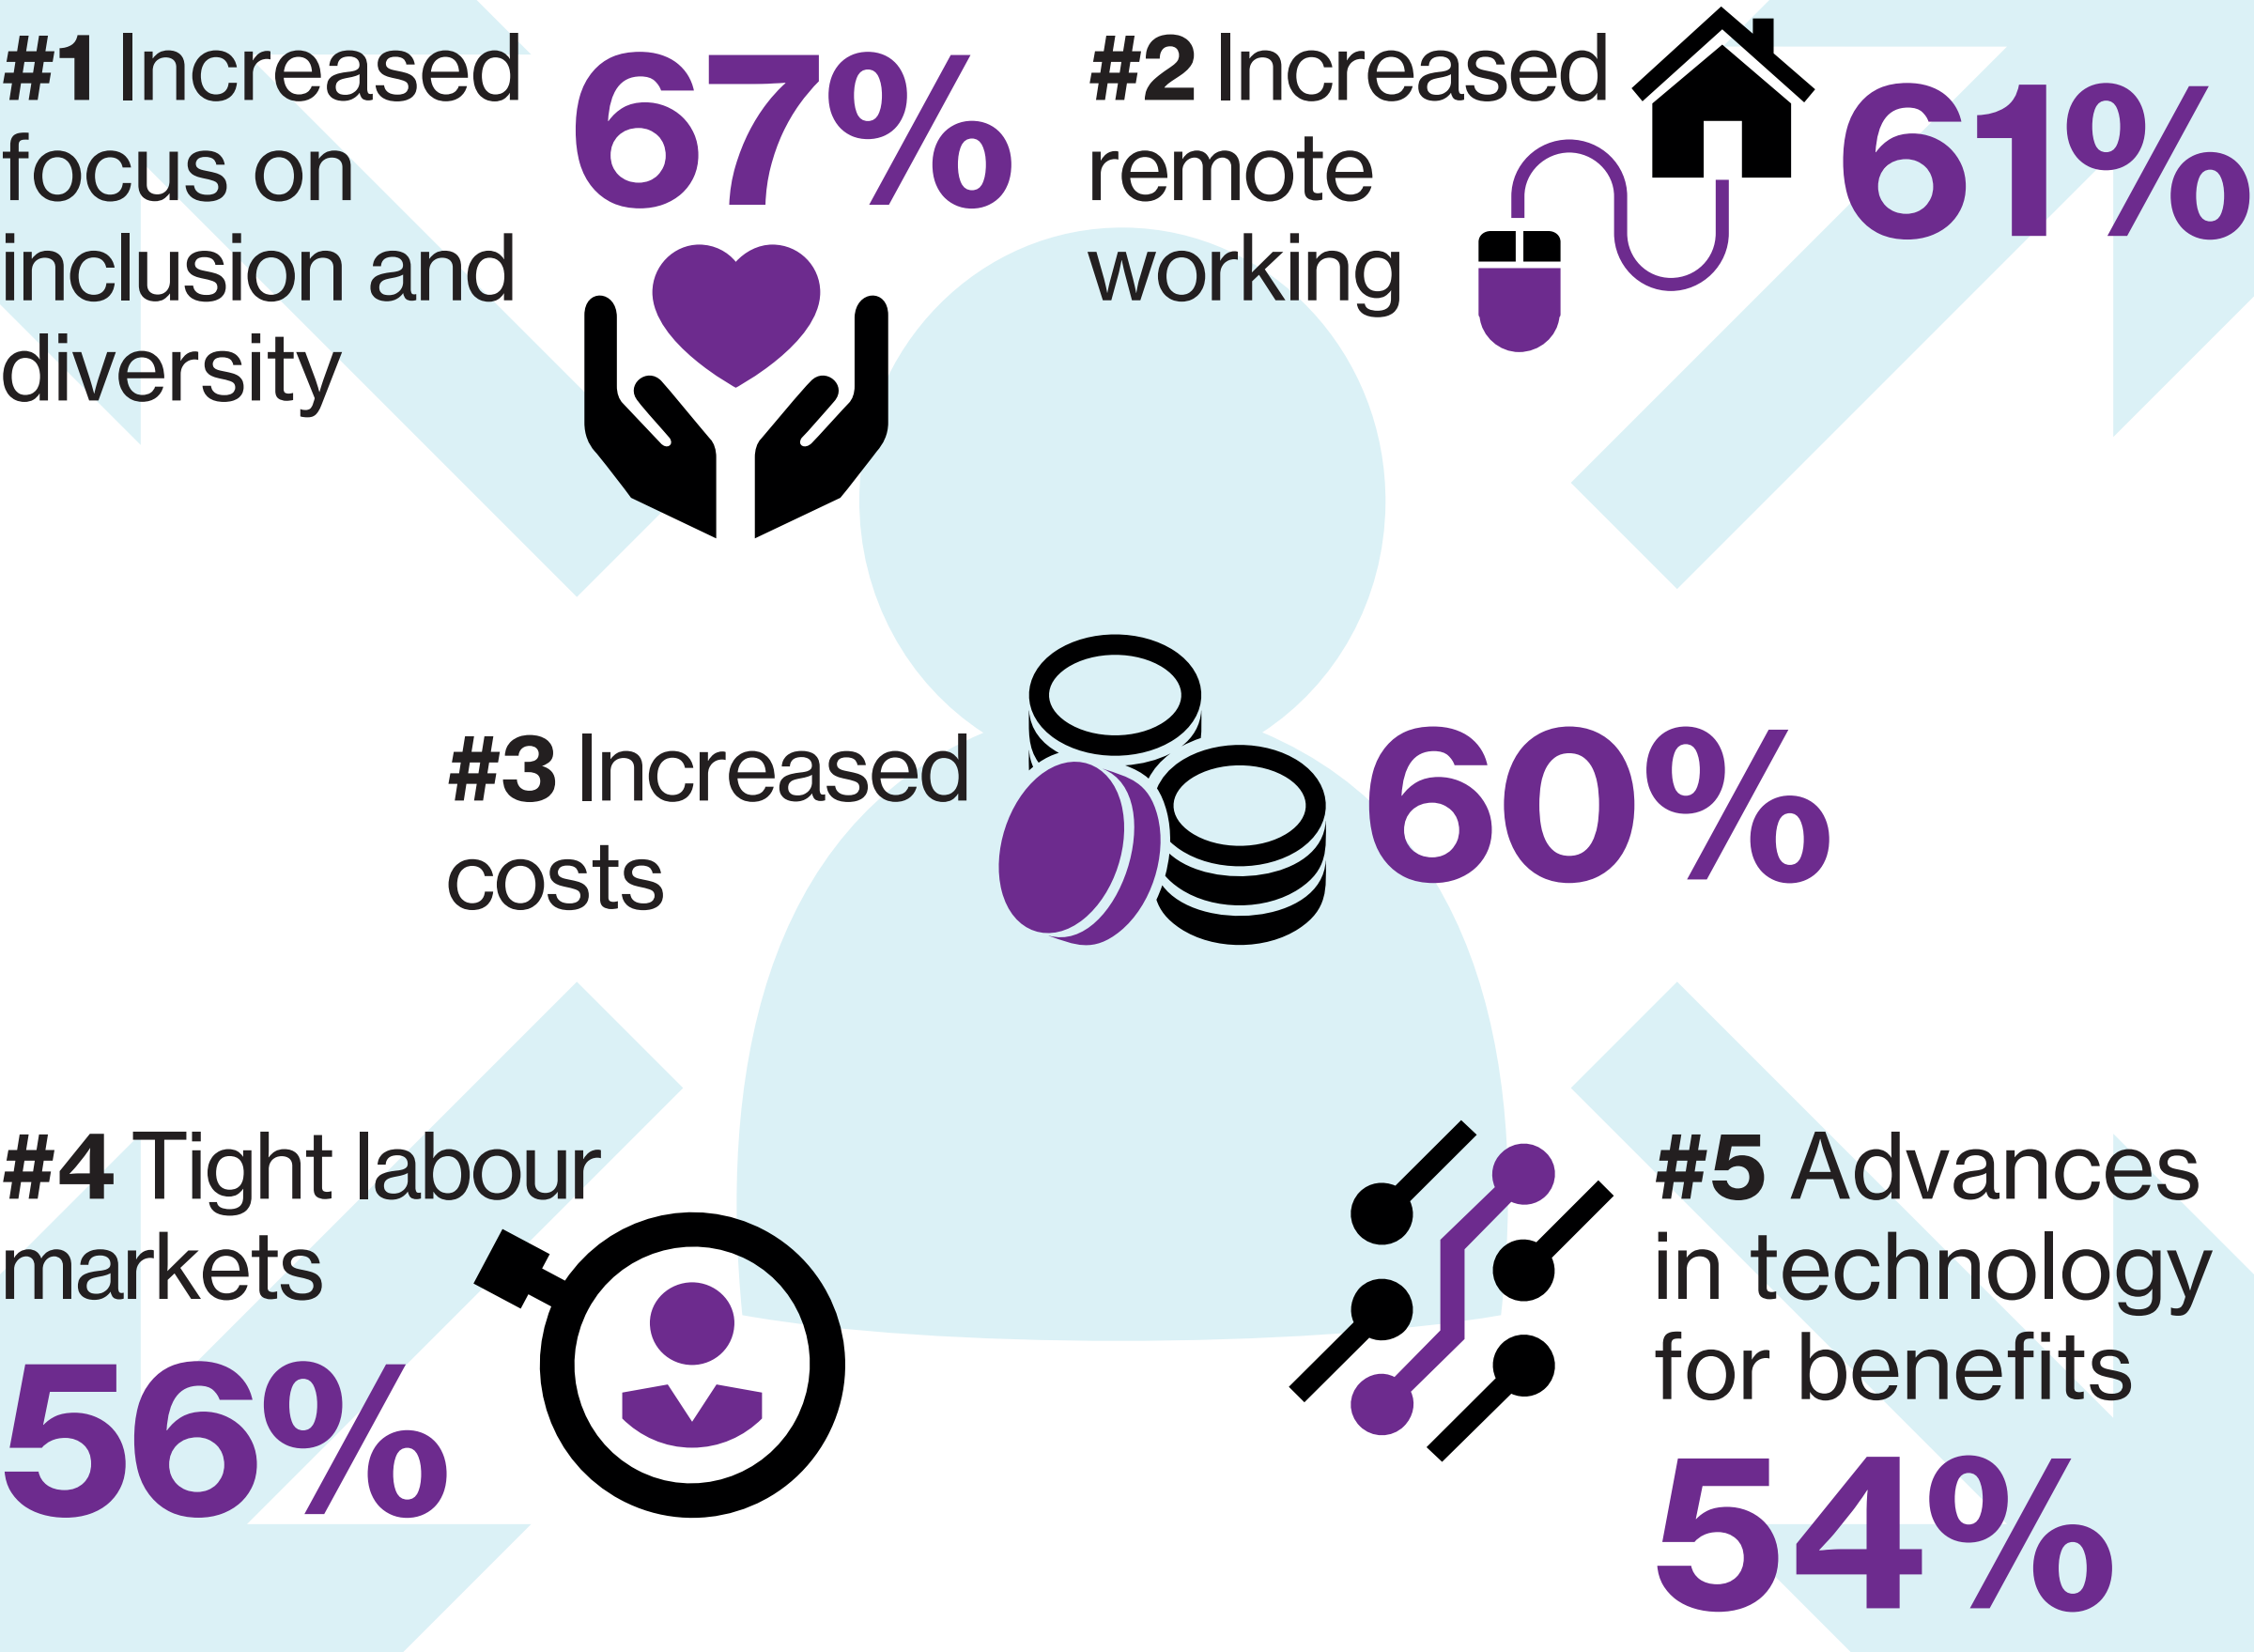 #1 Increased
focus on
inclusion and
diversity
67%
#2 Increased
remote
working
61%
#3 Increased
costs
60%
#4 Tight labour
markets
56%
#5 Advances
in technology
for benefits
54%